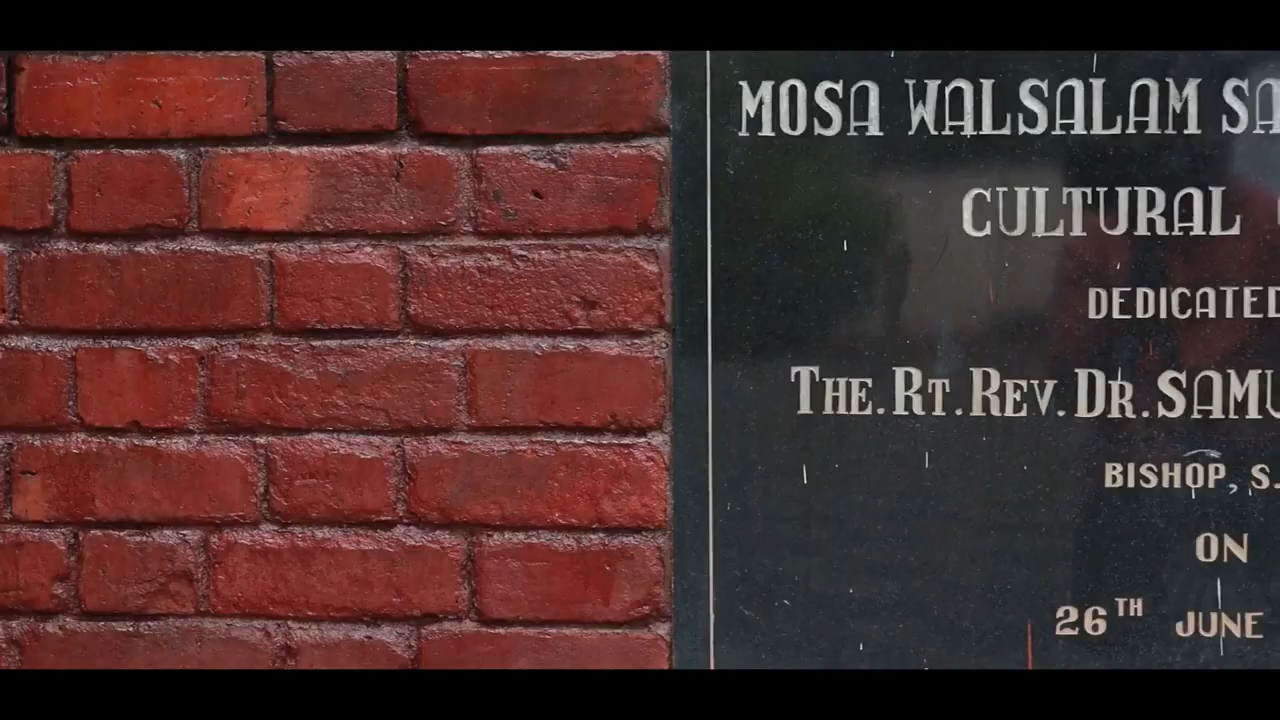 MOSA WALSALAM SA
CULTURAL
DEDICATED
THE.RT.REV.DR.SAMU
BISHOP, S.
ON
26TH JUNE